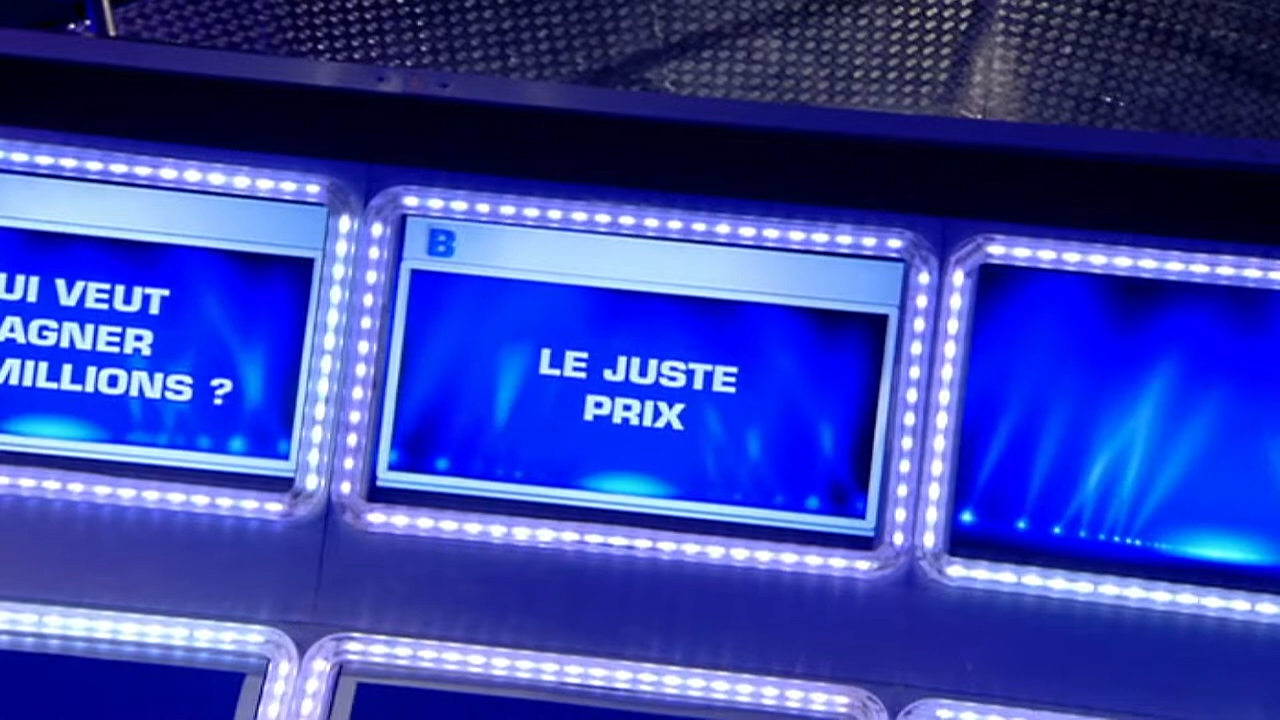 UI VEUT
AGNER
MILLIONS ?
B
LE JUSTE
PRIX